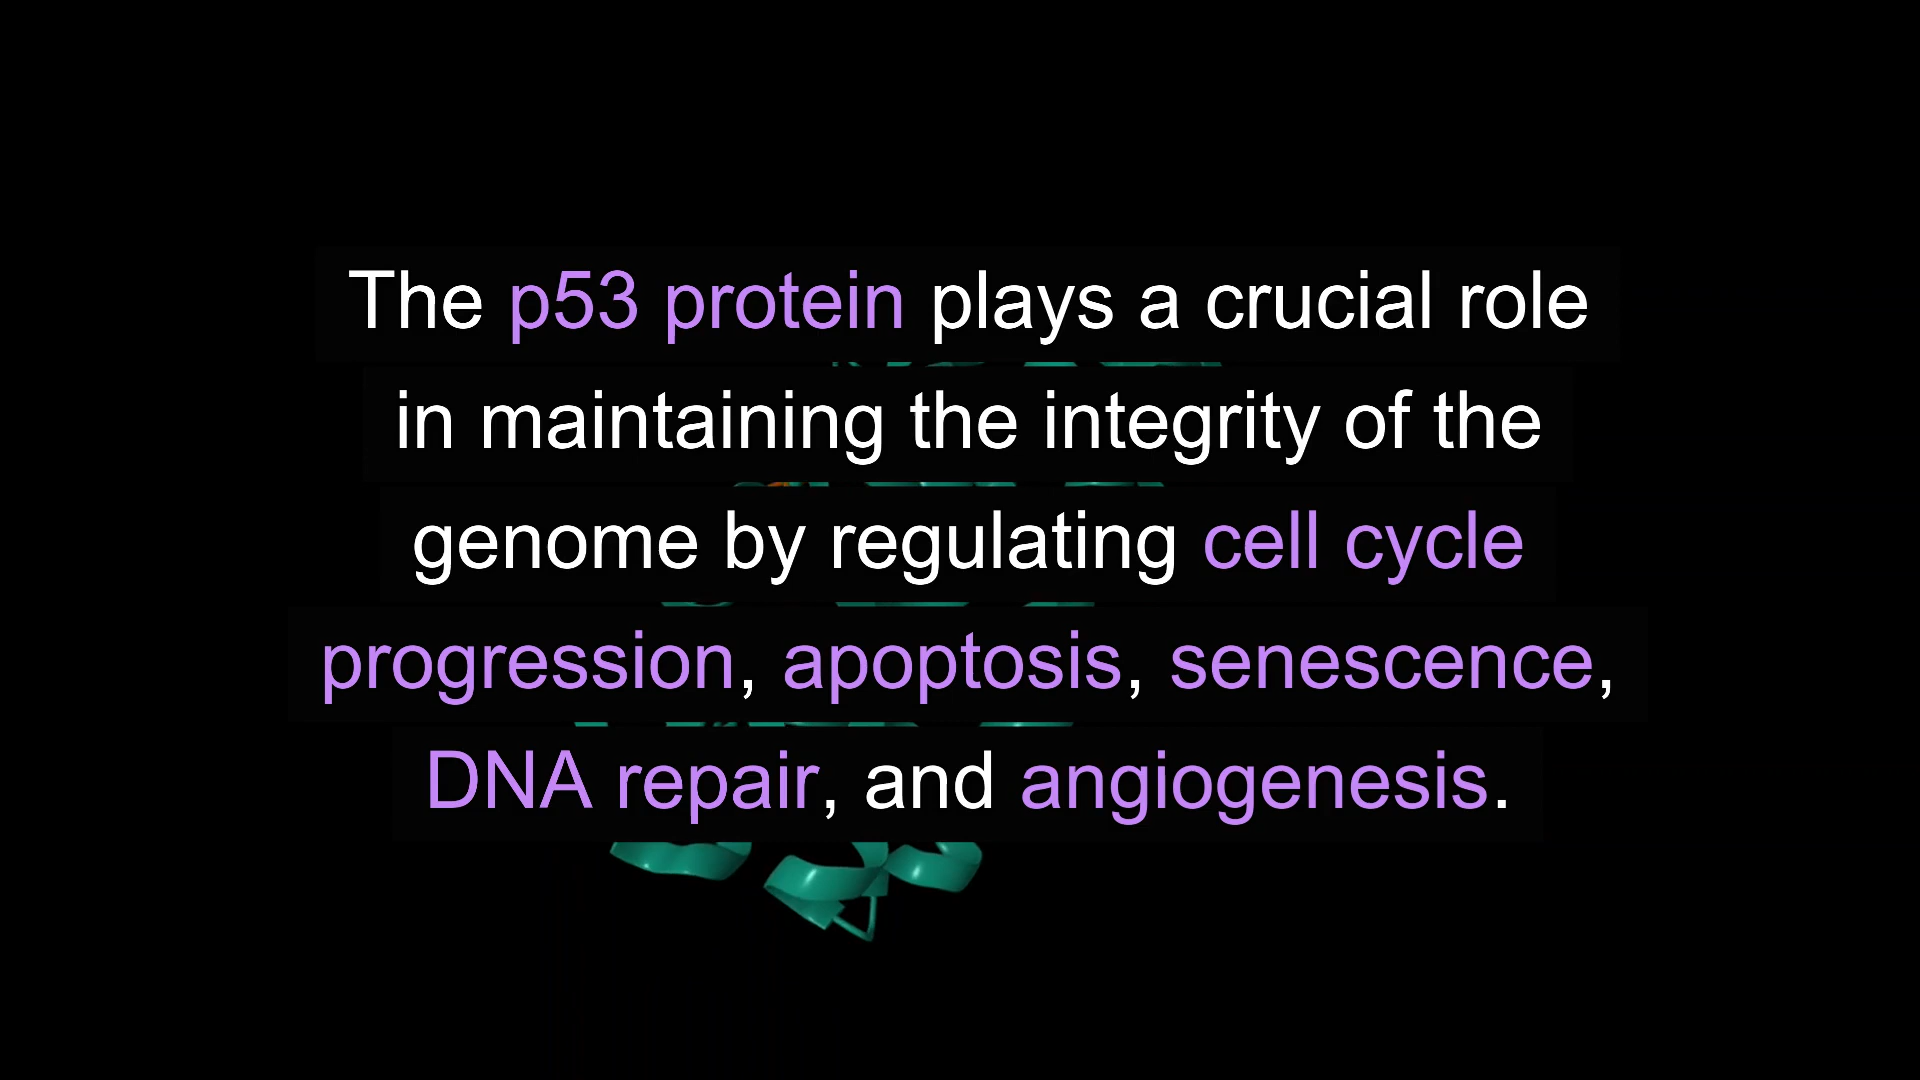 The p53 protein plays a crucial role
in maintaining the integrity of the
genome by regulating cell cycle
progression, apoptosis, senescence,
DNA repair, and angiogenesis.